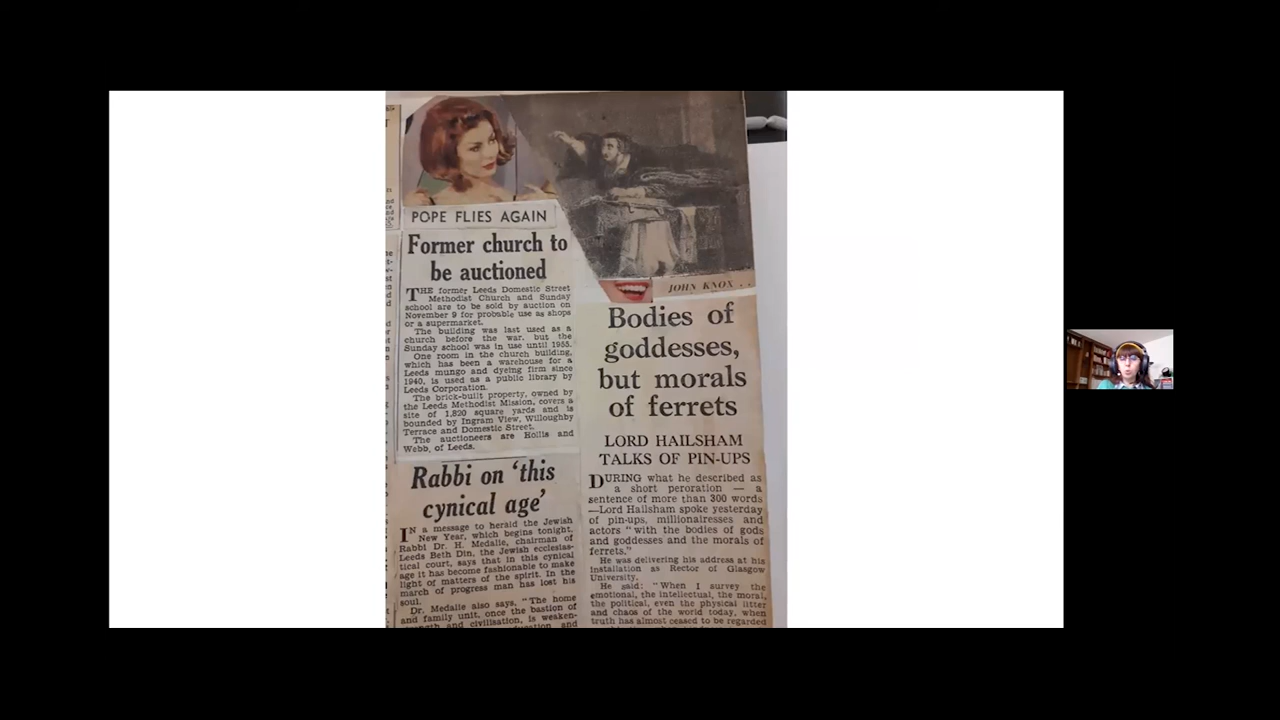 POPE FLIES AGAIN
Former church to
be auctioned
THE former Leeds Domestic Street
Methodist Church and Sunday
school are to be sold by auction on
November 9 for probable use as shops
or a supermarket.
The building was last used as a
church before the war, but the
Sunday school was in use until 1955.
One room in the church building,
which has been a warehouse for a
Leeds mungo and dyeing firm since
1940, is used as a public library by
Leeds Corporation.
The brick-built property, owned by
the Leeds Methodist Mission, covers a
site of 1,820 square yards and is
bounded by Ingram View, Willoughby
Terrace and Domestic Street.
The auctioneers are Hollis and
Webb, of Leeds.
Rabbi on 'this
cynical age'
IN a message to herald the Jewish
New Year, which begins tonight,
Rabbi Dr. H. Medalie, chairman of
Leeds Beth Din, the Jewish ecclesias-
tical court, says that in this cynical
age it has become fashionable to make
light of matters of the spirit. In the
march of progress man has lost his
soul.
Dr. Medalie also says, "The home
and family unit, once the bastion of
strength and civilisation, is weaken-
JOHN KNOX . .
Bodies of
goddesses,
but morals
of ferrets
LORD HAILSHAM
TALKS OF PIN-UPS
DURING what he described as
a short peroration — a
sentence of more than 300 words
—Lord Hailsham spoke yesterday
of pin-ups, millionairesses and
actors "with the bodies of gods
and goddesses and the morals of
ferrets."
He was delivering his address at his
installation as Rector of Glasgow
University.
He said: "When I survey the
emotional, the intellectual, the moral,
the political, even the physical litter
and chaos of the world today, when
truth has almost ceased to be regarded